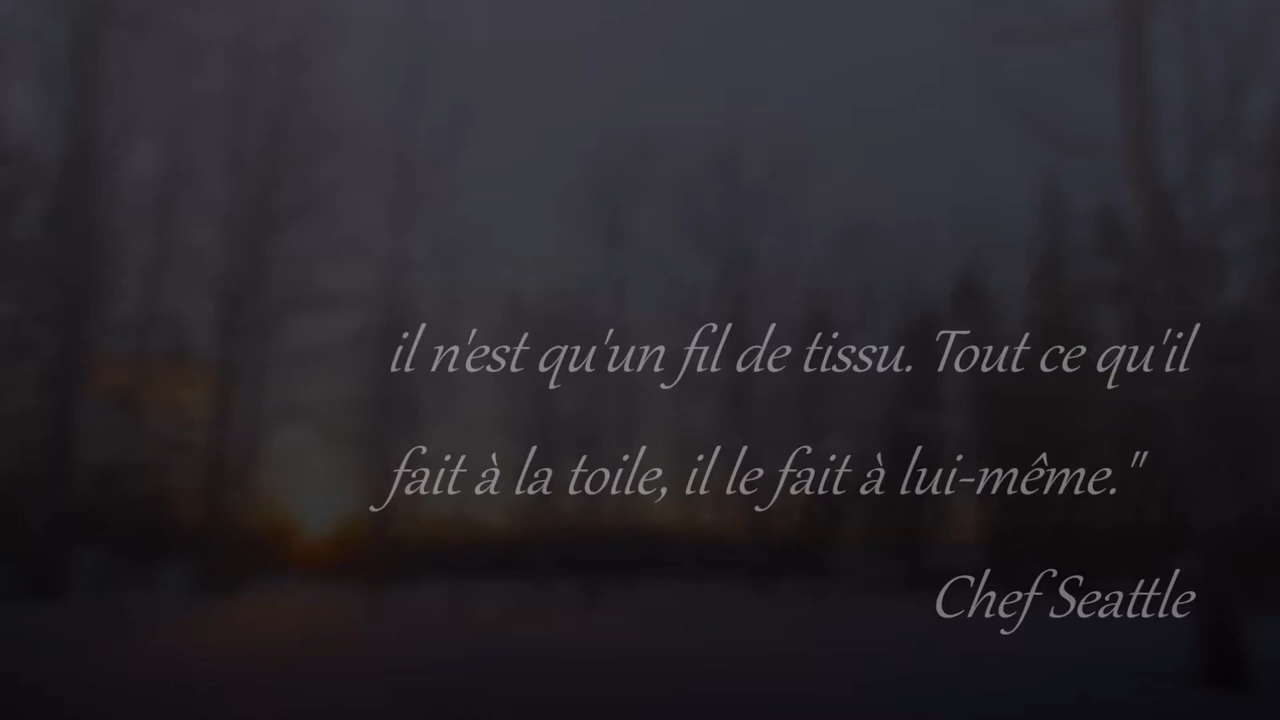 il n'est qu'un fil de tissu. Tout ce qu'il
fait à la toile, il le fait à lui-même."
Chef Seattle